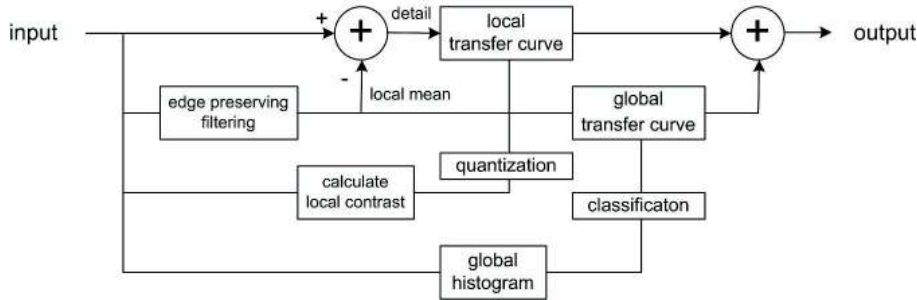 detail
local
transfer curve
input
+
+
+
output
-
local mean
edge preserving
filtering
global
transfer curve
quantization
calculate
local contrast
classificaton
global
histogram